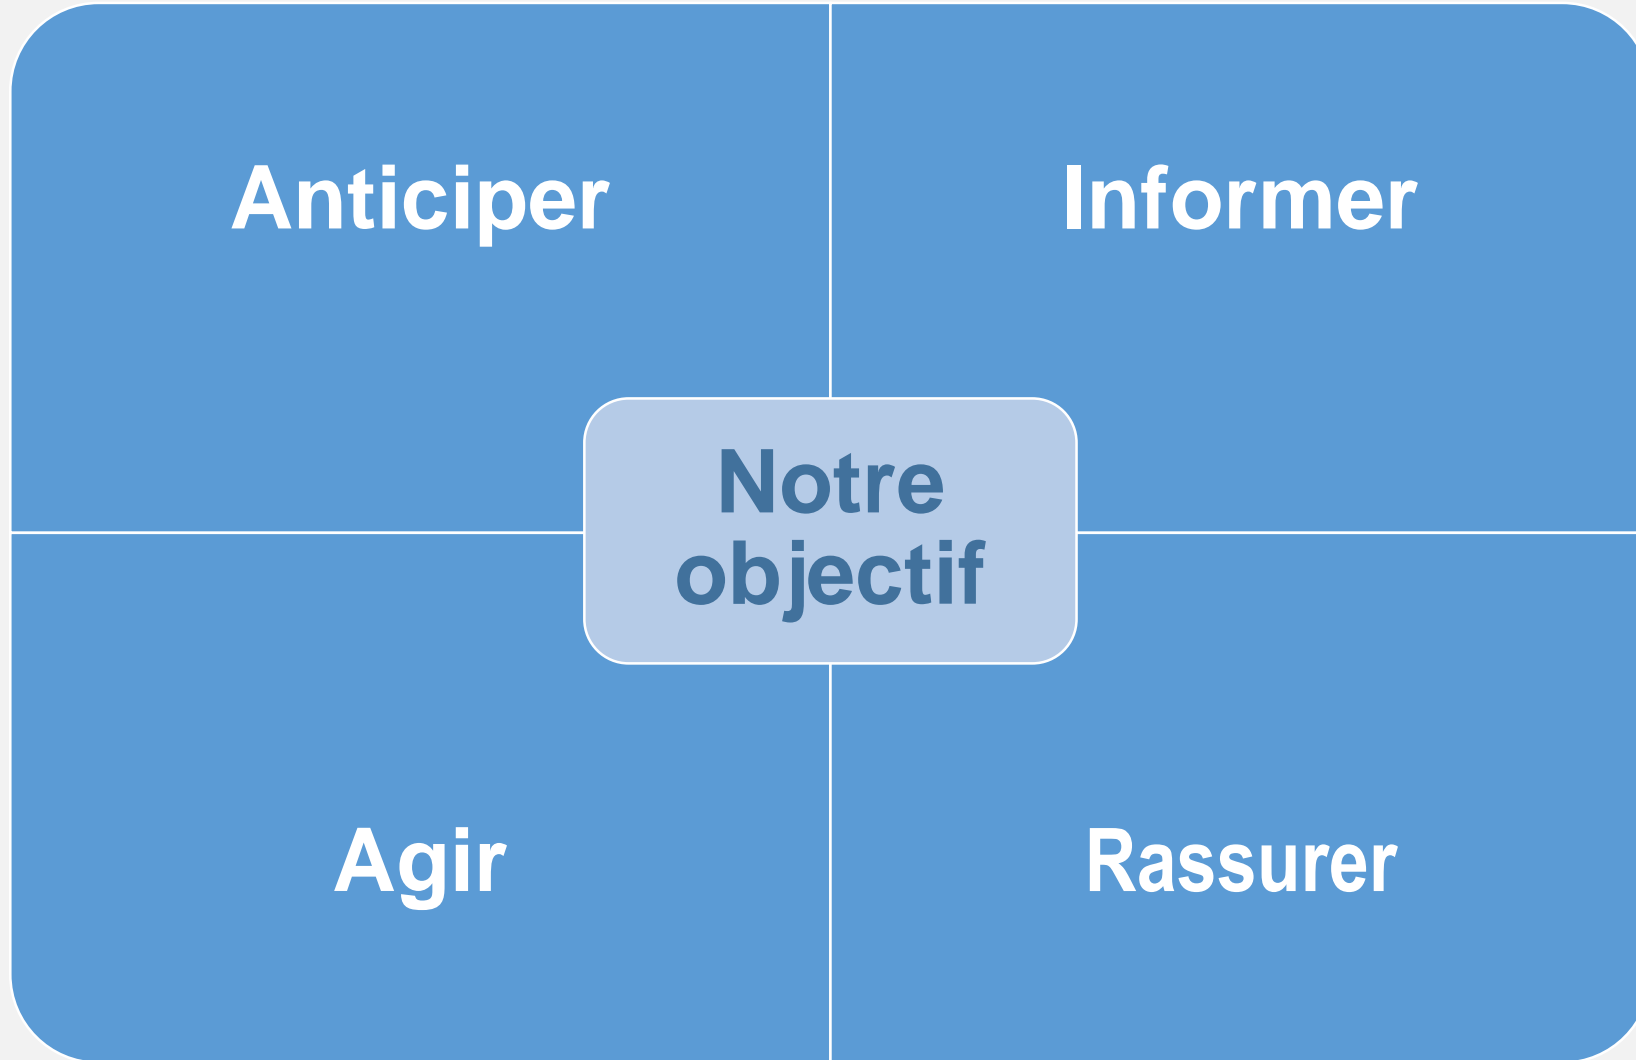 Anticiper
Informer
Notre
objectif
Agir
Rassurer